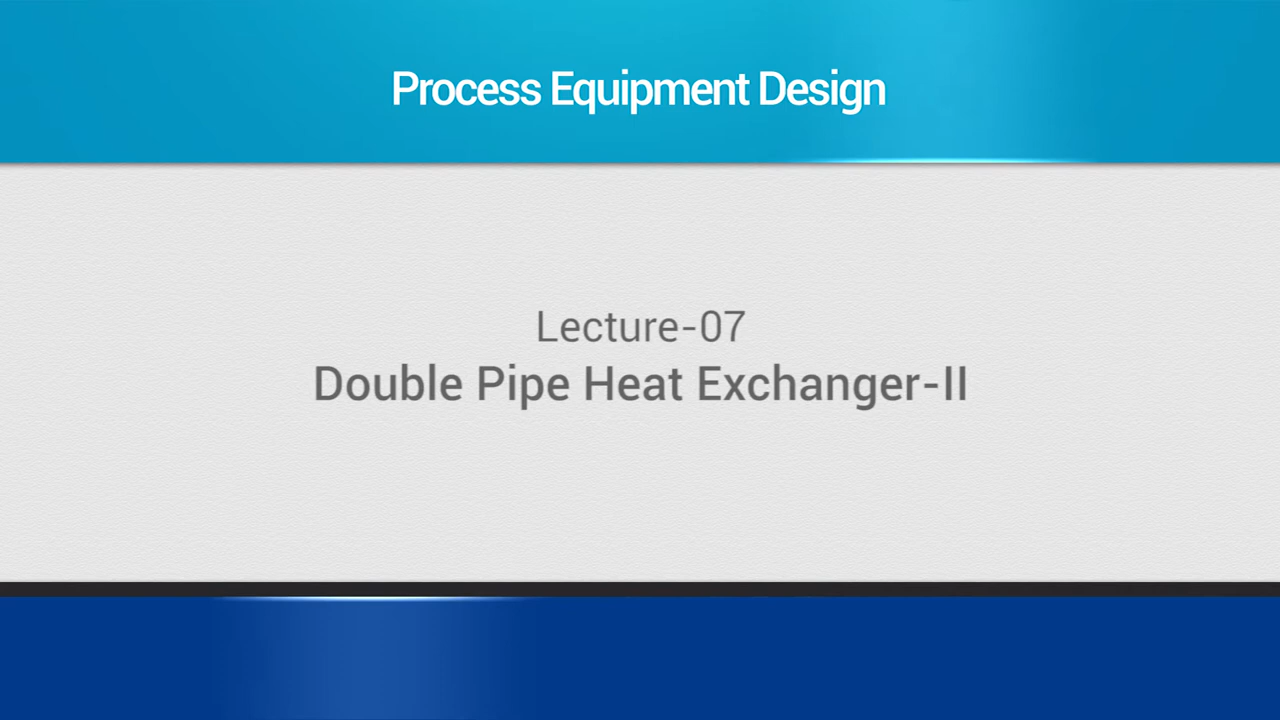 Process Equipment Design
Lecture-07
Double Pipe Heat Exchanger-II